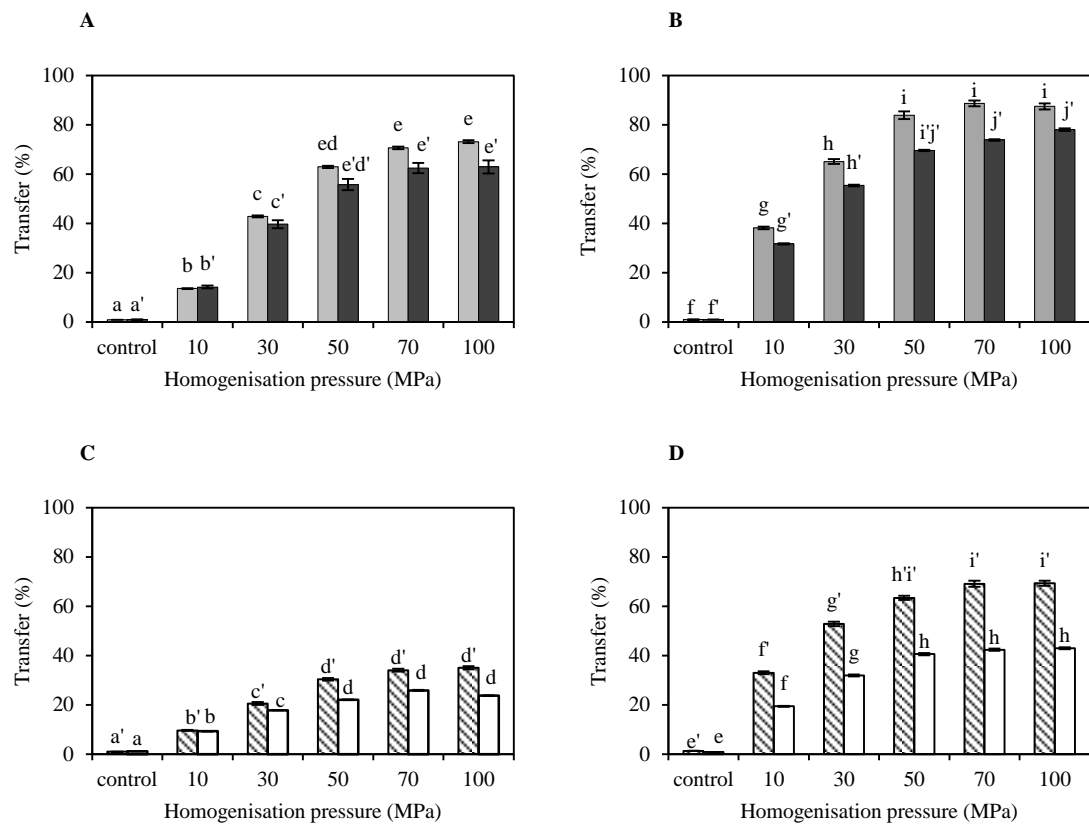 A
100
80
60
40
20
0
Transfer (%)
a a' b b' c c' ed e'd' e e' e e'
control 10 30 50 70 100
Homogenisation pressure (MPa)
B
100
80
60
40
20
0
Transfer (%)
f f' g g' h h' i i'j' i j' i j'
control 10 30 50 70 100
Homogenisation pressure (MPa)
C
100
80
60
40
20
0
Transfer (%)
a' a b' b c' c d' d d' d d' d
control 10 30 50 70 100
Homogenisation pressure (MPa)
D
100
80
60
40
20
0
Transfer (%)
e' e f' f g' g h'i' h i' h i' h
control 10 30 50 70 100
Homogenisation pressure (MPa)